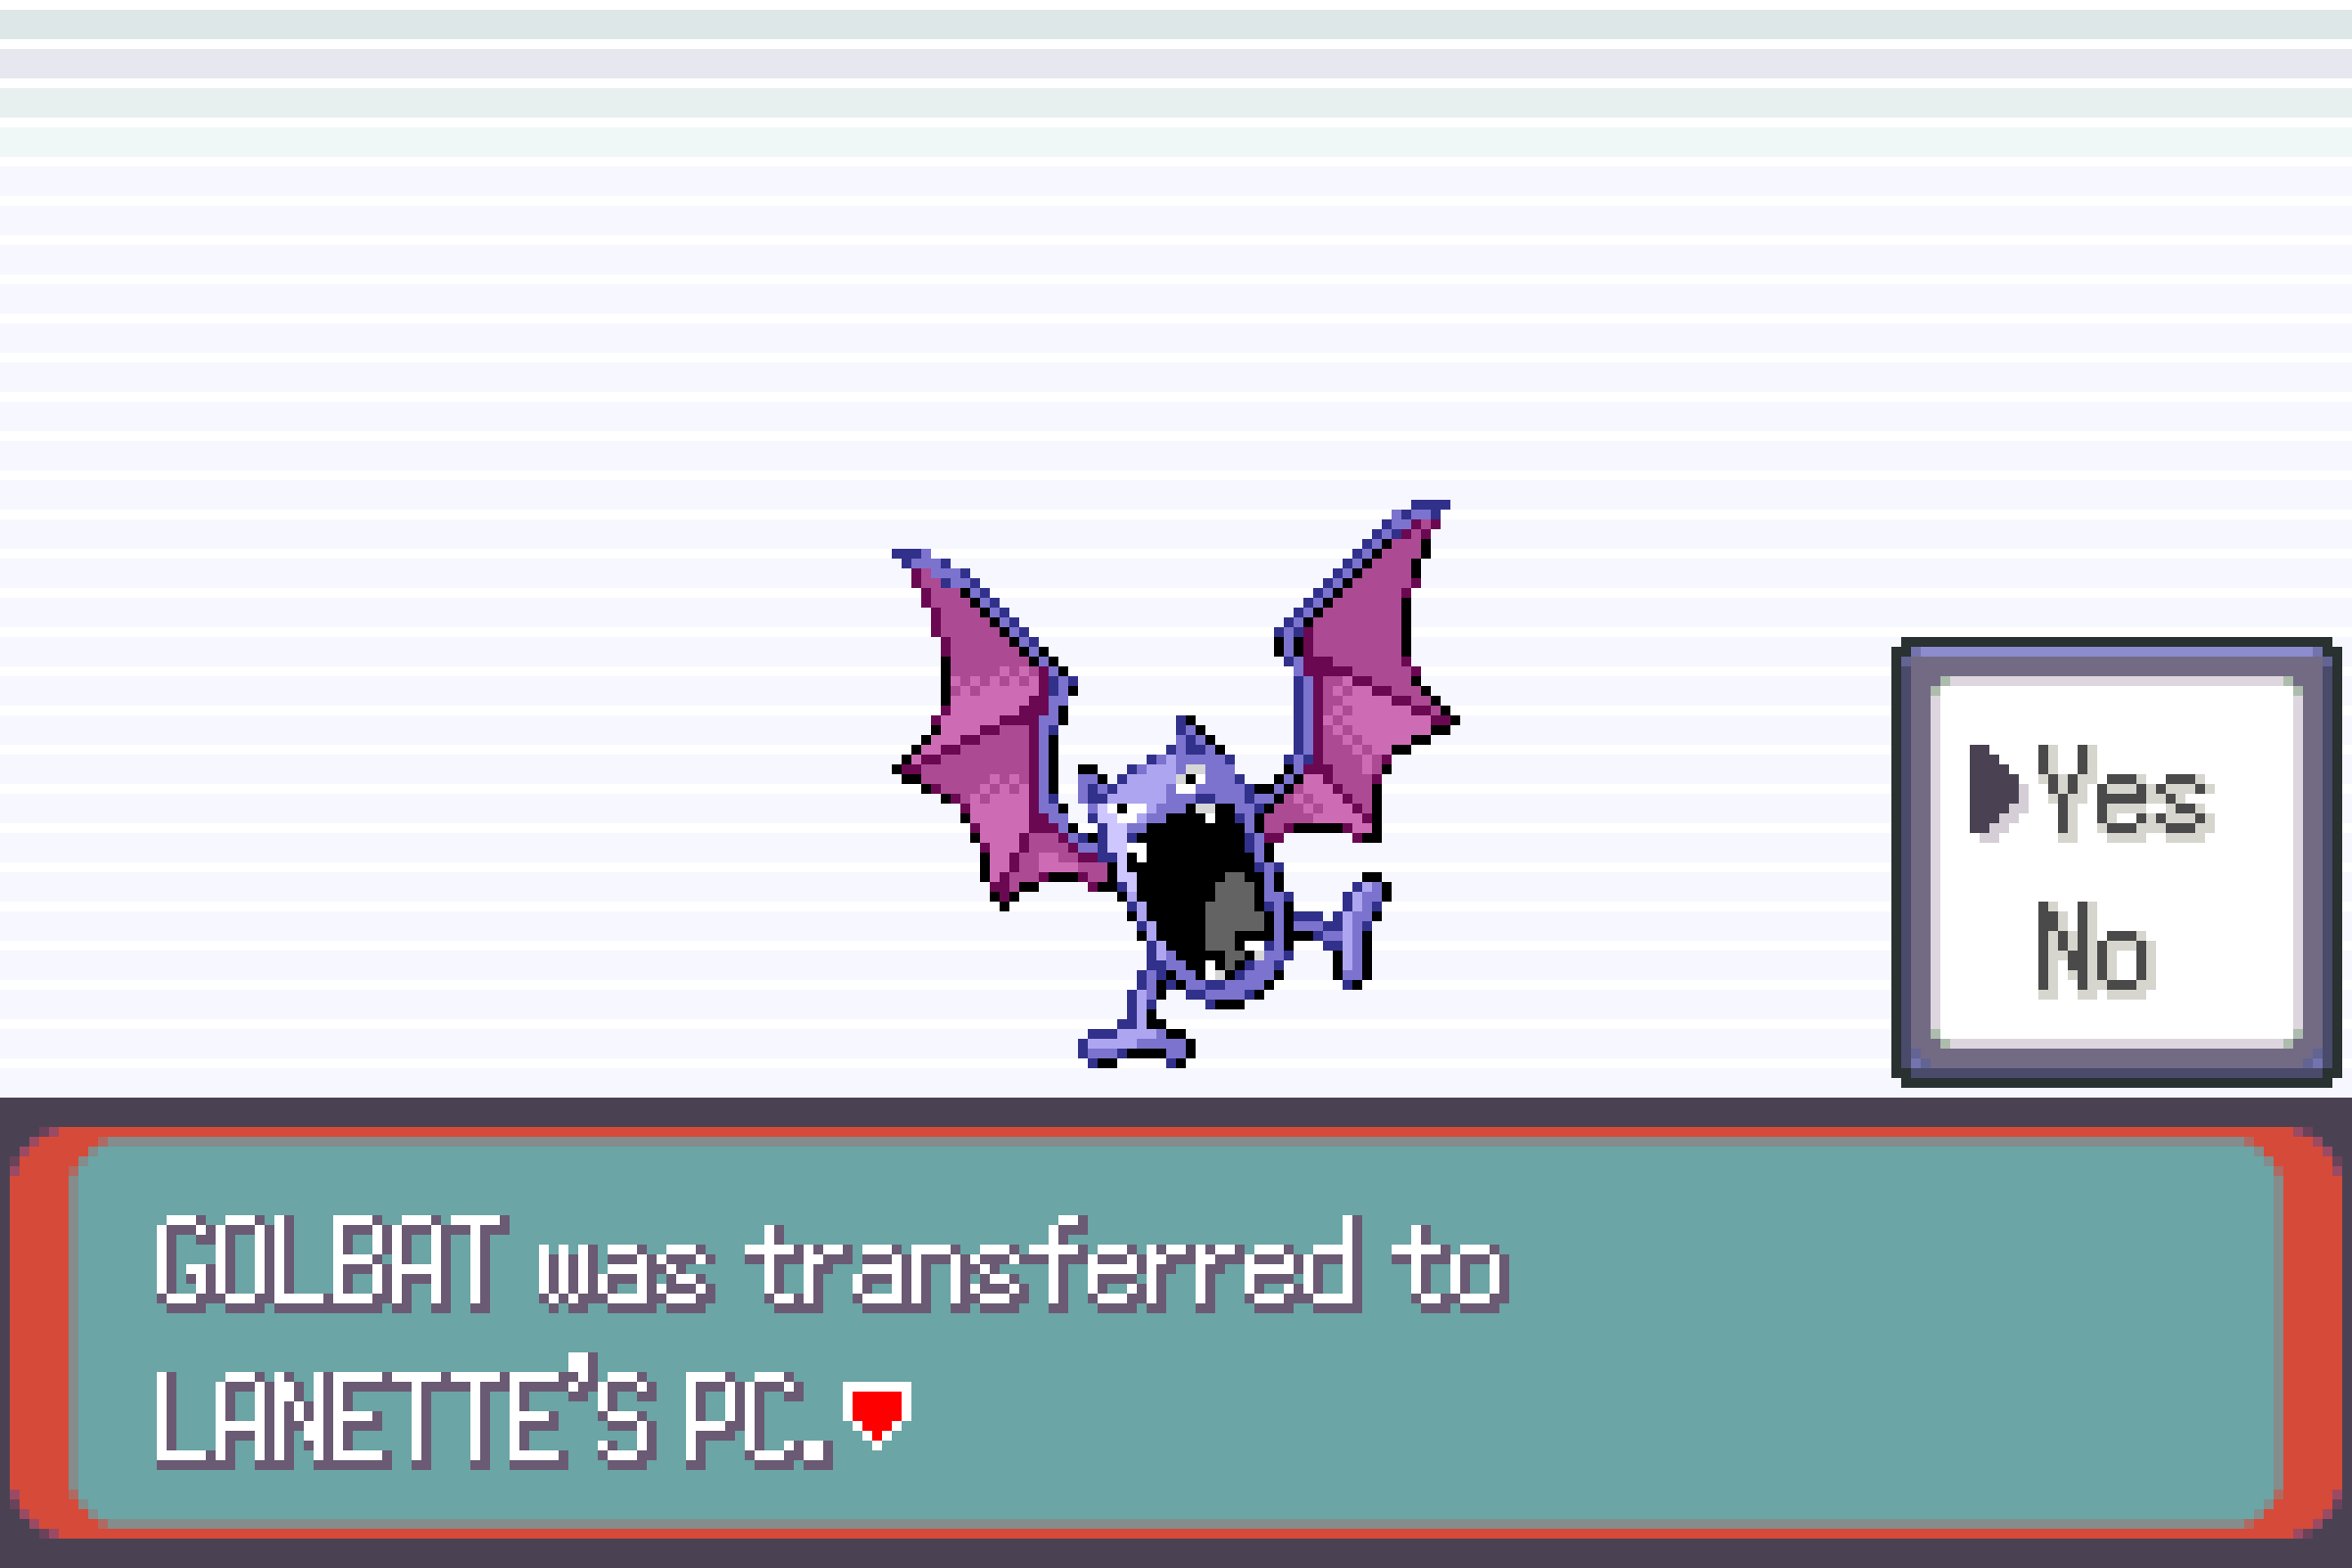 Yes
No
GOLBAT was transferred to
LANETTE'S PC.